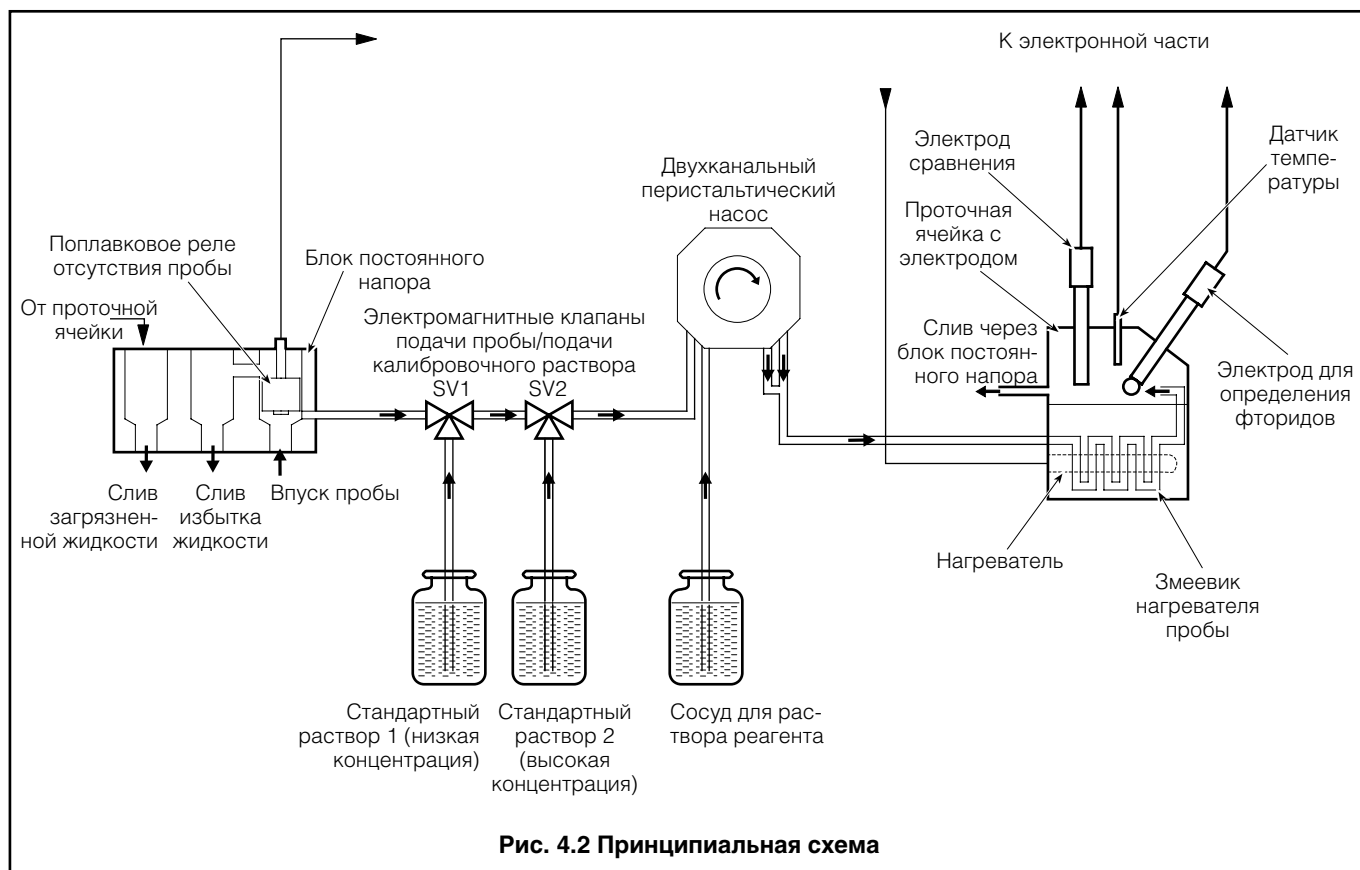 К электронной части
Электрод
сравнения
Датчик
темпе-
ратуры
Двухканальный
перистальтический
насос
Проточная
ячейка с
электродом
Поплавковое реле
отсутствия пробы
Блок постоянного
напора
От проточной
ячейки
Электромагнитные клапаны
подачи пробы/подачи
калибровочного раствора
SV1
SV2
Слив через
блок постоян-
ного напора
Электрод для
определения
фторидов
Слив
загрязнен-
ной жидкости
Слив
избытка
жидкости
Впуск пробы
Нагреватель
Змеевик
нагревателя
пробы
Стандартный
раствор 1 (низкая
концентрация)
Стандартный
раствор 2
(высокая
концентрация)
Сосуд для рас-
твора реагента
Рис. 4.2 Принципиальная схема